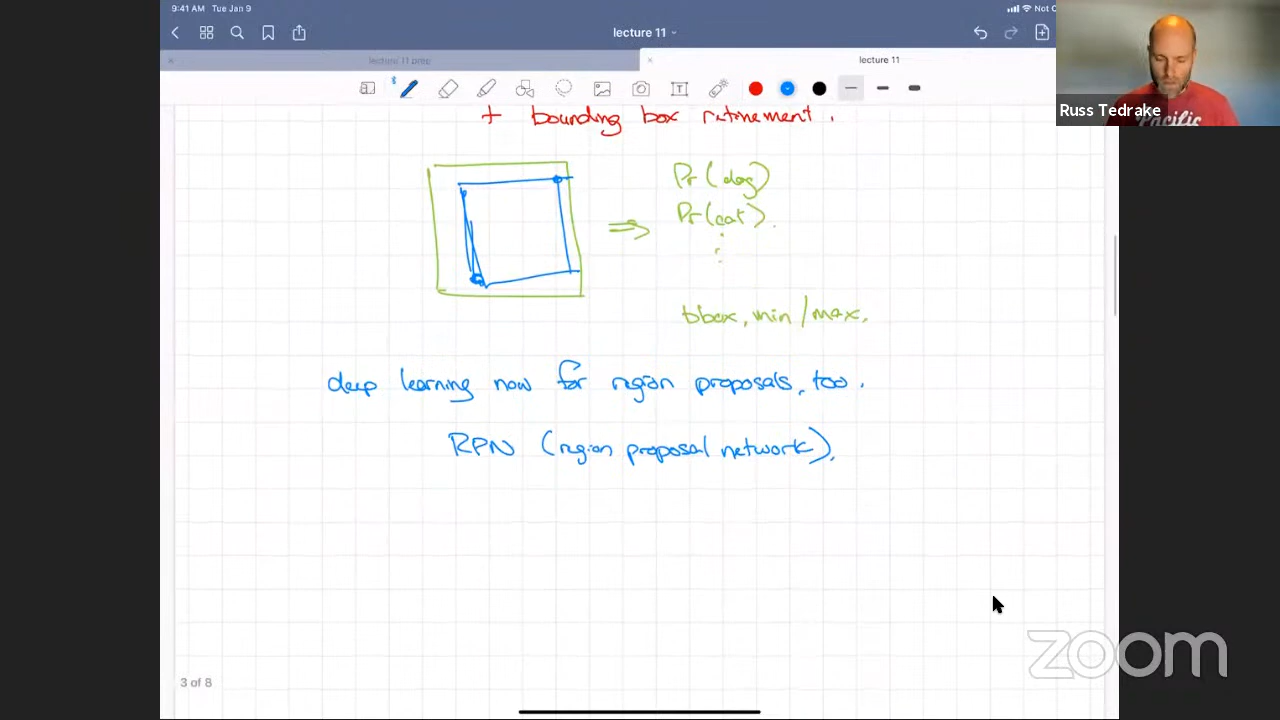 9:41 AM Tue Jan 9
Not C
lecture 11
lecture 11 prep
lecture 11
Russ Tedrake
Pacific
+ bounding box refinement.
Pr(dog)
Pr(cat).
bbox, min/max.
deep learning now for region proposals, too.
RPN (region proposal network).
3 of 8
zoom